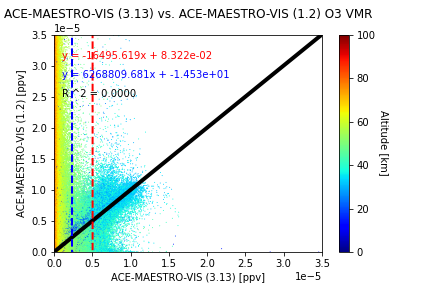 ACE-MAESTRO-VIS (3.13) vs. ACE-MAESTRO-VIS (1.2) O3 VMR
1e−5
y = -16495.619x + 8.322e-02
y = 6268809.681x + -1.453e+01
R^2 = 0.0000
3.5
3.0
2.5
2.0
1.5
1.0
0.5
0.0
ACE-MAESTRO-VIS (1.2) [ppv]
0.0 0.5 1.0 1.5 2.0 2.5 3.0 3.5
ACE-MAESTRO-VIS (3.13) [ppv]
1e−5
100
80
60
40
20
0
Altitude [km]